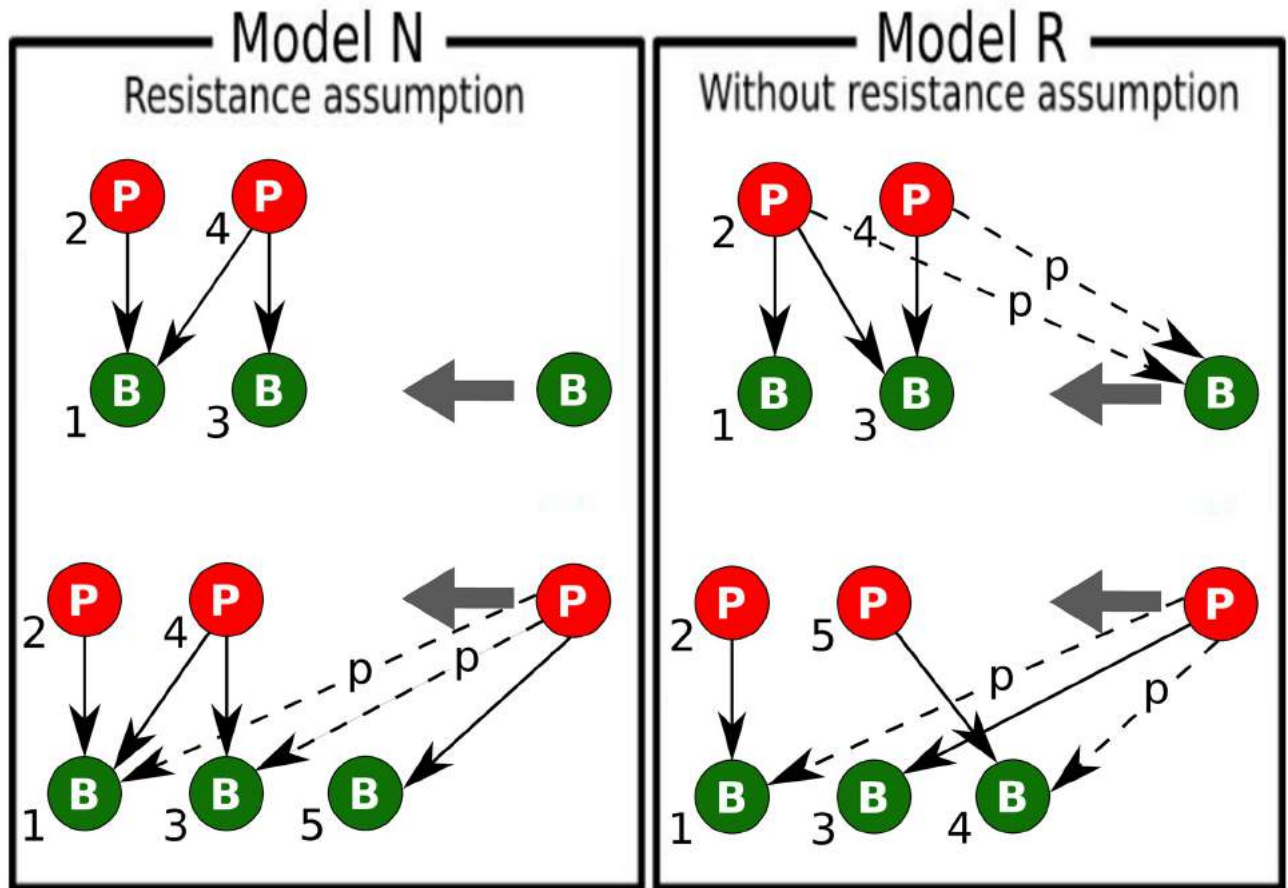 Model N
Resistance assumption
P P
2 4
B B B
1 3
P P P
2 4
p p
B B B
1 3 5
Model R
Without resistance assumption
P P
2 4
p
p
B B B
1 3
P P P
2 5
p p
B B B
1 3 4